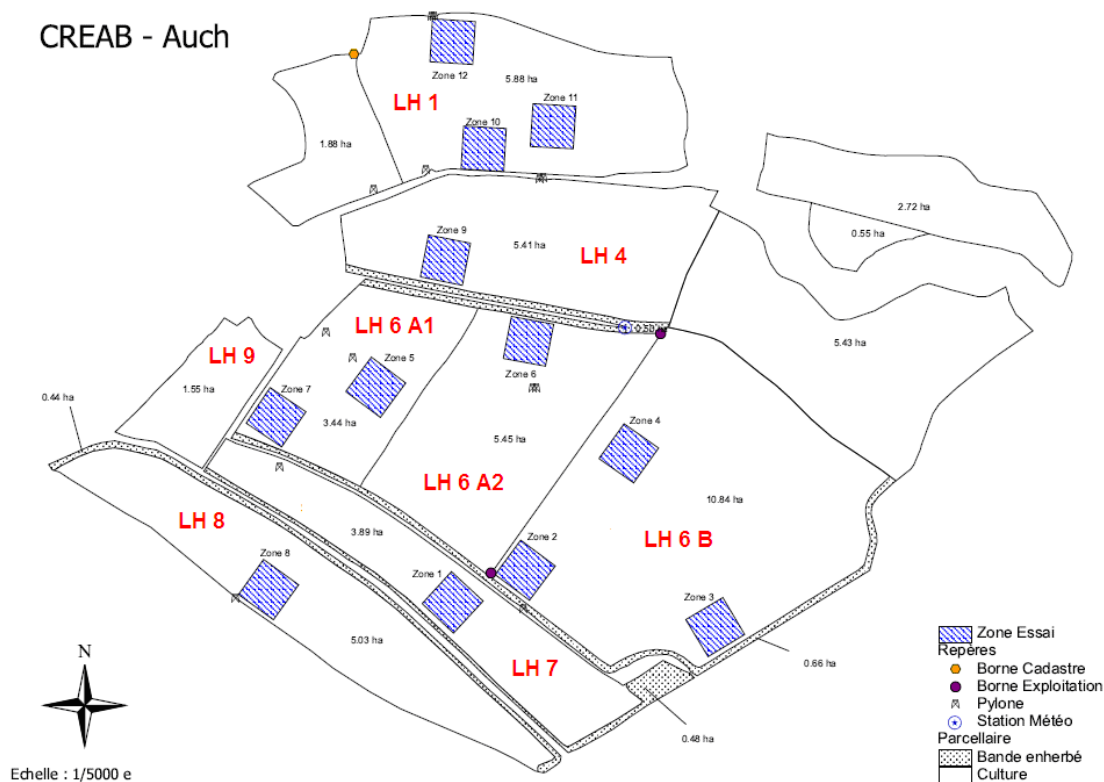 CREAB - Auch
Zone 12
5.88 ha
LH 1
Zone 11
Zone 10
1.88 ha
2.72 ha
0.55 ha
Zone 9
5.41 ha
LH 4
0.50
5.43 ha
LH 6 A1
LH 9
Zone 5
Zone 6
1.55 ha
Zone 7
0.44 ha
3.44 ha
Zone 4
5.45 ha
LH 6 A2
10.84 ha
LH 8
3.89 ha
LH 6 B
Zone 2
Zone 8
Zone 1
Zone 3
5.03 ha
LH 7
0.66 ha
0.48 ha
N
Echelle : 1/5000 e
Zone Essai
Repères
Borne Cadastre
Borne Exploitation
Pylone
Station Météo
Parcellaire
Bande enherbé
Culture